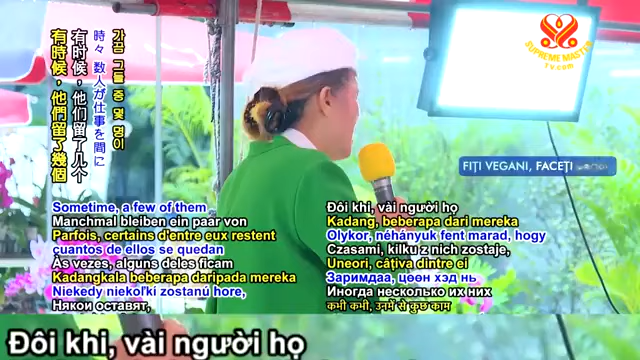 SUPREME MASTER
TV.com
가끔 그들 중 몇 명이
時々 数人が仕事を間に
有时候，他们留了几个
有時候，他們留了幾個
FIȚI VEGANI, FACEȚI
Sometime, a few of them
Manchmal bleiben ein paar von
Parfois, certains d'entre eux restent
cuantos de ellos se quedan
Às vezes, alguns deles ficam
Kadangkala beberapa daripada mereka
Niekedy niekoľkí zostanú hore,
Някои оставят,
Đôi khi, vài người họ
Kadang, beberapa dari mereka
Olykor, néhányuk fent marad, hogy
Czasami, kilku z nich zostaje,
Uneori, câțiva dintre ei
Заримдаа, цөөн хэд нь
Иногда несколько их них
कभी कभी, उनमें से कुछ काम
Đôi khi, vài người họ